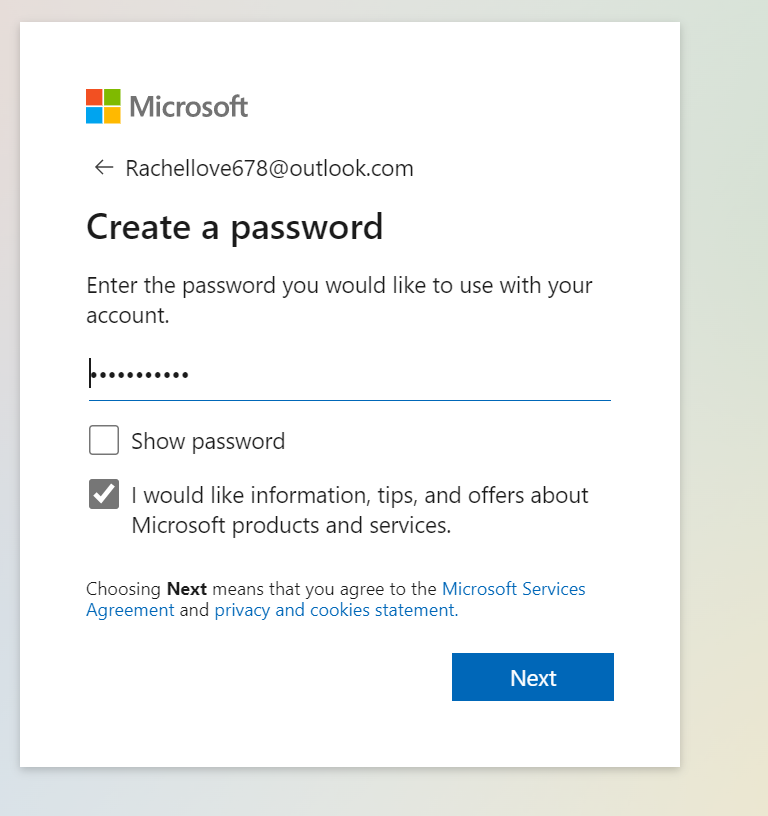 Microsoft
← Rachellove678@outlook.com
Create a password
Enter the password you would like to use with your
account.
•••••••••••
Show password
I would like information, tips, and offers about
Microsoft products and services.
Choosing Next means that you agree to the Microsoft Services
Agreement and privacy and cookies statement.
Next